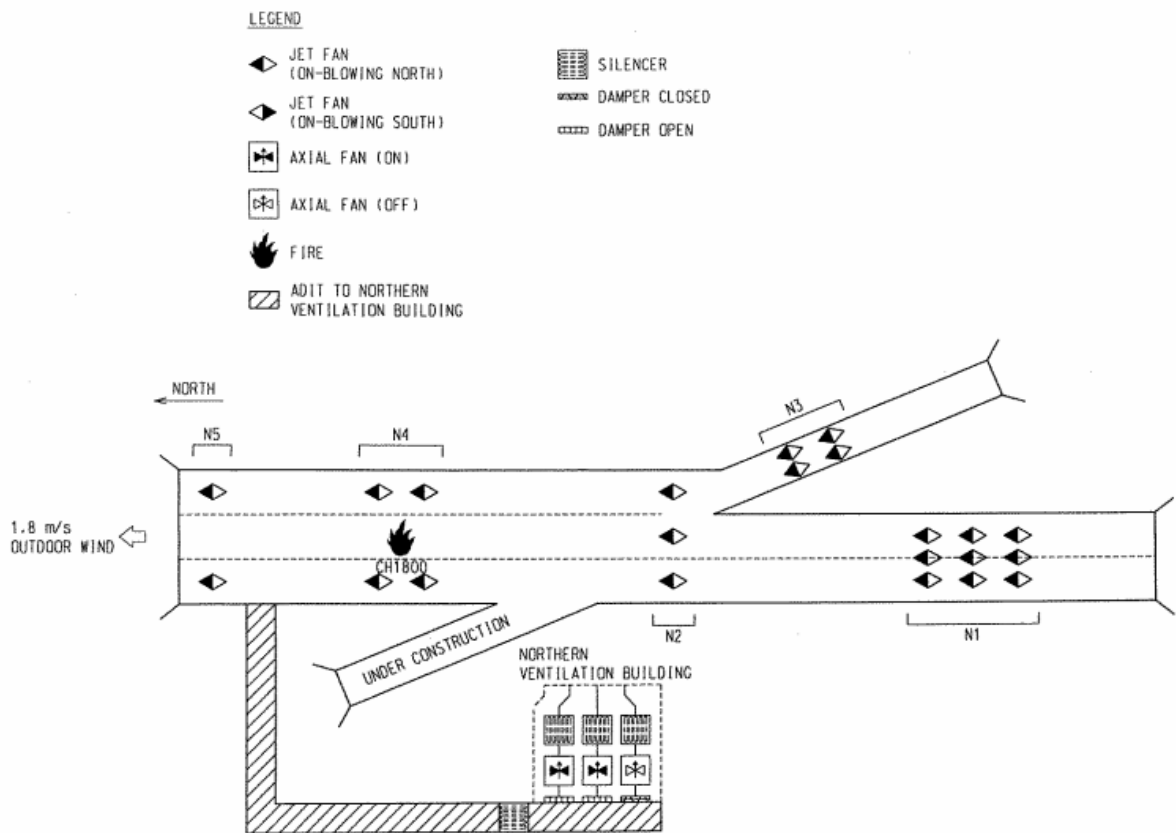 LEGEND
JET FAN
(ON-BLOWING NORTH)
JET FAN
(ON-BLOWING SOUTH)
AXIAL FAN (ON)
AXIAL FAN (OFF)
FIRE
ADIT TO NORTHERN
VENTILATION BUILDING
SILENCER
DAMPER CLOSED
DAMPER OPEN
NORTH
N5
N4
N3
1.8 m/s
OUTDOOR WIND
CH1800
UNDER CONSTRUCTION
N2
N1
NORTHERN
VENTILATION BUILDING